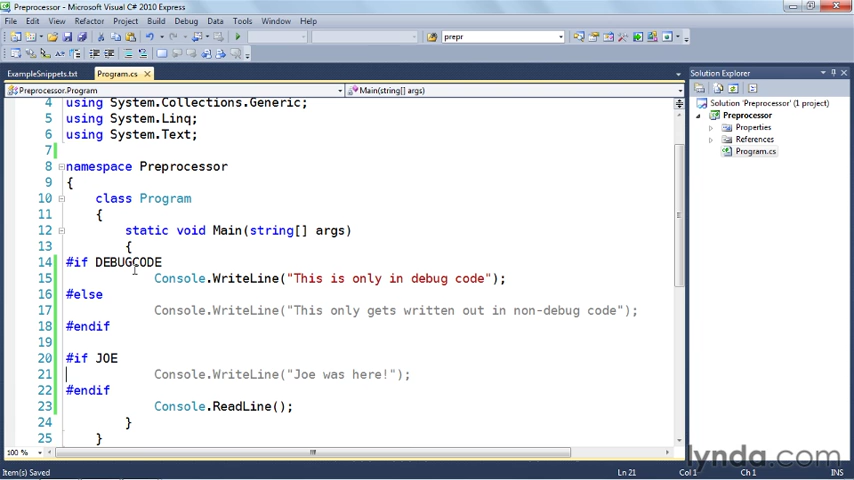 Preprocessor - Microsoft Visual C# 2010 Express
File Edit View Refactor Project Build Debug Data Tools Window Help
prepr
ExampleSnippets.txt Program.cs
Preprocessor.Program Main(string[] args)
4 using System.Collections.Generic;
5 using System.Linq;
6 using System.Text;
7
8 namespace Preprocessor
9 {
10 class Program
11 {
12 static void Main(string[] args)
13 {
14 #if DEBUGCODE
15 Console.WriteLine("This is only in debug code");
16 #else
17 Console.WriteLine("This only gets written out in non-debug code");
18 #endif
19
20 #if JOE
21 Console.WriteLine("Joe was here!");
22 #endif
23 Console.ReadLine();
24 }
25 }
100 %
Solution Explorer
Solution 'Preprocessor' (1 project)
Preprocessor
Properties
References
Program.cs
Item(s) Saved Ln 21 Col 1 Ch 1 INS
lynda.com